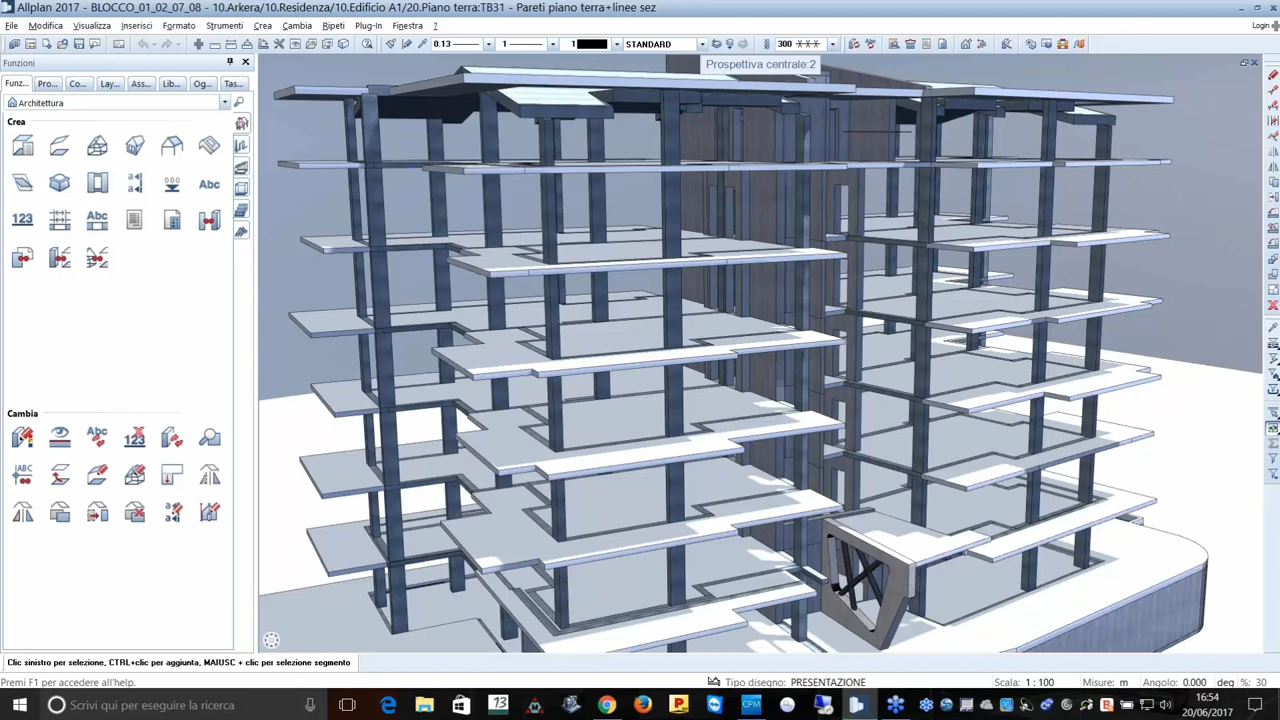 Allplan 2017 - BLOCCO_01_02_07_08 - 10.Arkera/10.Residenza/10.Edificio A1/20.Piano terra:TB31 - Pareti piano terra+linee sez
File Modifica Visualizza Inserisci Formato Strumenti Crea Cambia Ripeti Plug-In Finestra ? Login
0.13 1 1 STANDARD 300
Funzioni
Prospettiva centrale:2
Funz... Pro... Co... Lay... Ass... Lib... Og... Tas...
Architettura
Crea
Abc
123 Abc
Cambia
Abc 123
ABC
Clic sinistro per selezione, CTRL+clic per aggiunta, MAIUSC + clic per selezione segmento
Premi F1 per accedere all'help. Tipo disegno: PRESENTAZIONE Scala: 1 : 100 Misure: m Angolo: 0.000 deg %: 30
Scrivi qui per eseguire la ricerca 13 CPM 16:54
20/06/2017